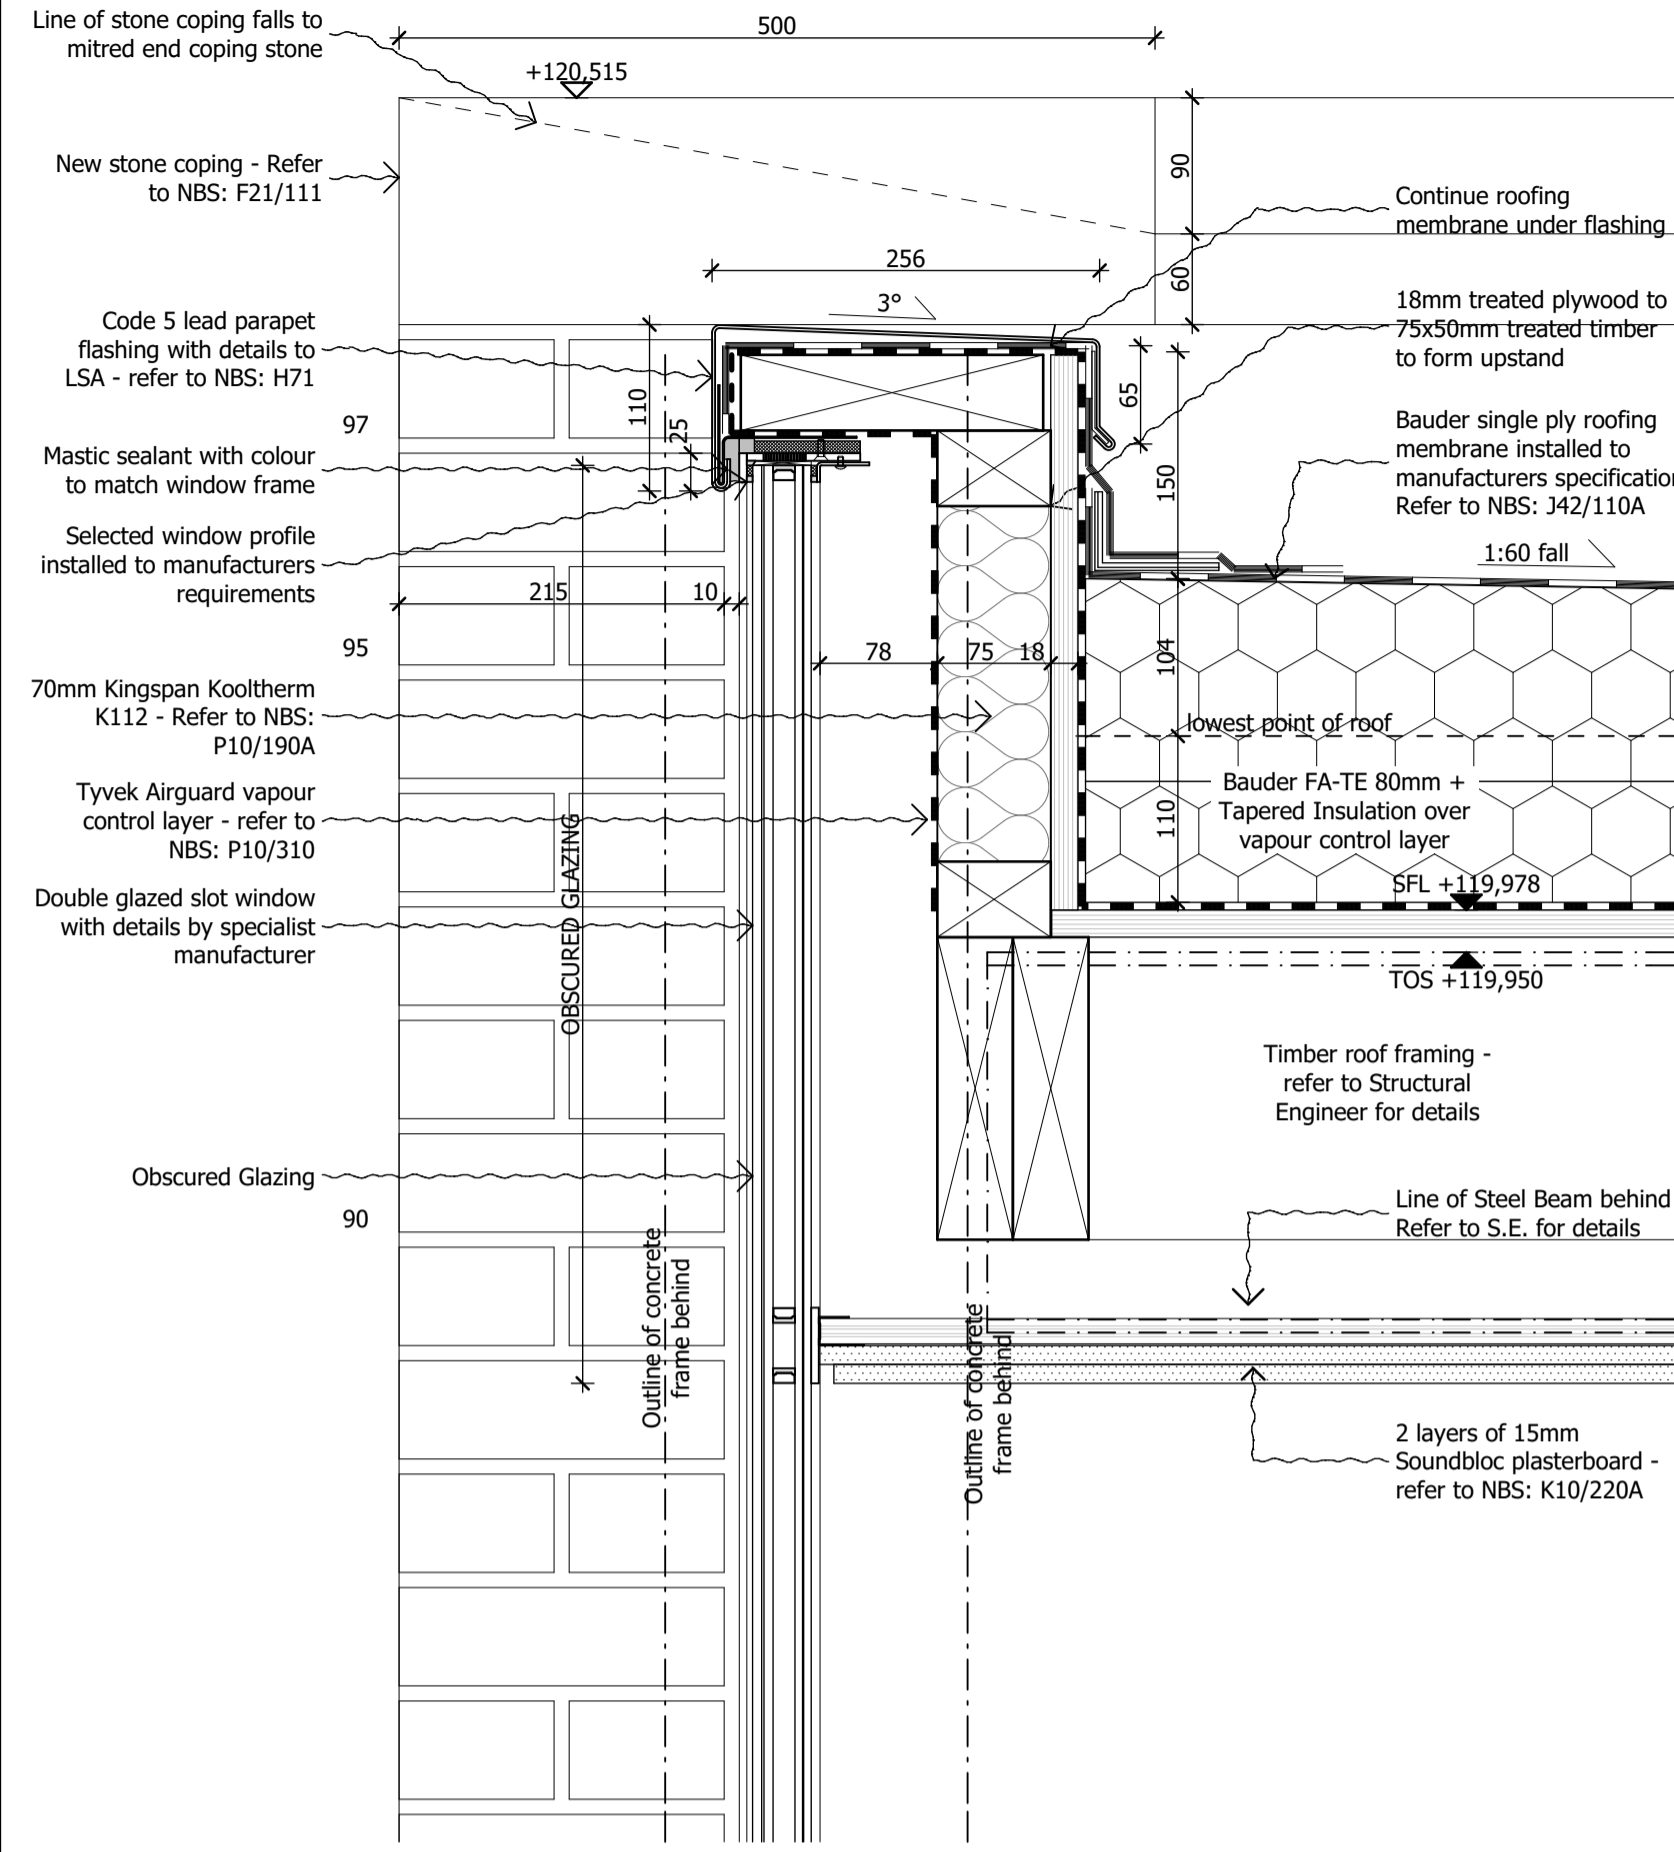 Line of stone coping falls to
mitred end coping stone
500
+120,515
New stone coping - Refer
to NBS: F21/111
90
Continue roofing
membrane under flashing
256
60
3°
18mm treated plywood to
75x50mm treated timber
to form upstand
Code 5 lead parapet
flashing with details to
LSA - refer to NBS: H71
110
65
97
25
Bauder single ply roofing
membrane installed to
manufacturers specification
Refer to NBS: J42/110A
Mastic sealant with colour
to match window frame
150
Selected window profile
installed to manufacturers
requirements
1:60 fall
215
10
95
78
75
18
104
70mm Kingspan Kooltherm
K112 - Refer to NBS:
P10/190A
lowest point of roof
Bauder FA-TE 80mm +
Tapered Insulation over
vapour control layer
110
Tyvek Airguard vapour
control layer - refer to
NBS: P10/310
OBSCURED GLAZING
SFL +119,978
Double glazed slot window
with details by specialist
manufacturer
TOS +119,950
Timber roof framing -
refer to Structural
Engineer for details
Obscured Glazing
90
Line of Steel Beam behind
Refer to S.E. for details
Outline of concrete
frame behind
Outline of concrete
frame behind
2 layers of 15mm
Soundbloc plasterboard -
refer to NBS: K10/220A